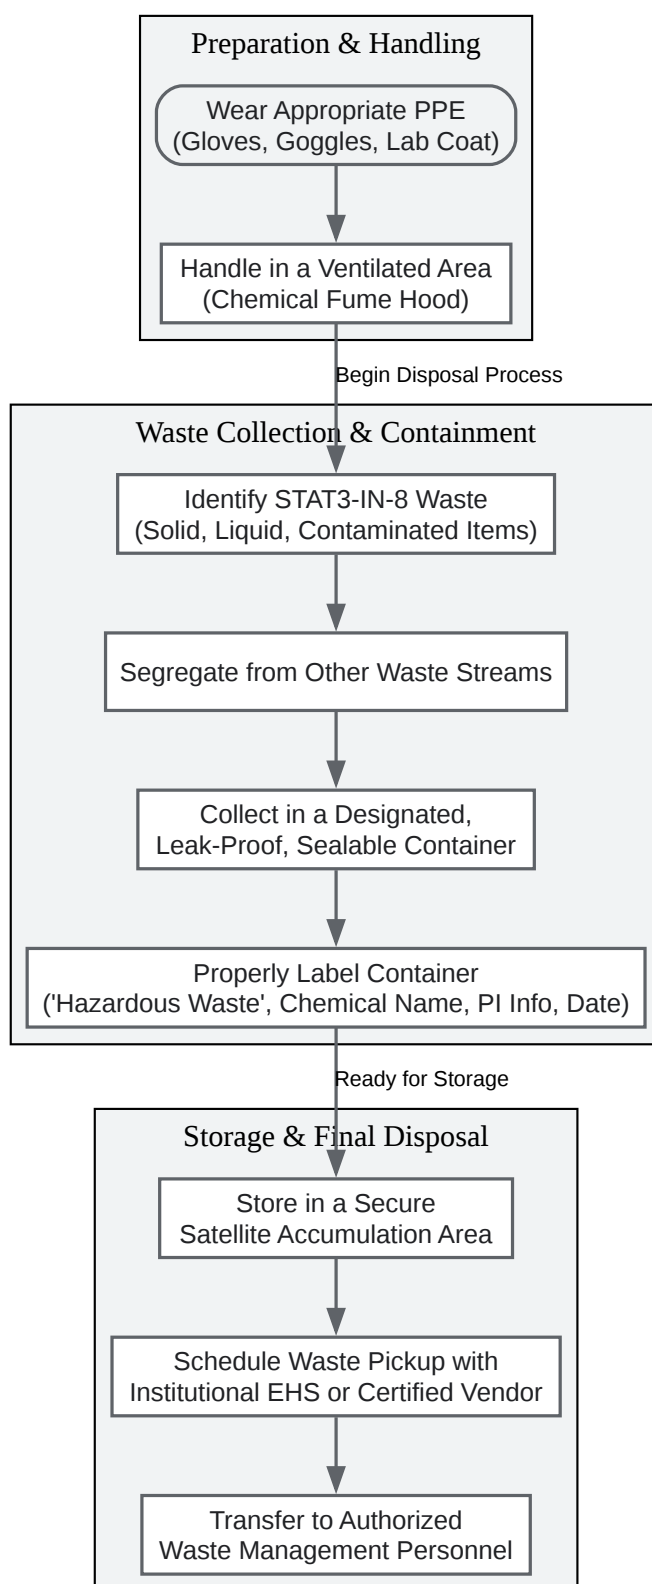 Preparation & Handling
Wear Appropriate PPE
(Gloves, Goggles, Lab Coat)
Handle in a Ventilated Area
(Chemical Fume Hood)
Begin Disposal Process
Waste Collection & Containment
Identify STAT3-IN-8 Waste
(Solid, Liquid, Contaminated Items)
Segregate from Other Waste Streams
Collect in a Designated,
Leak-Proof, Sealable Container
Properly Label Container
('Hazardous Waste', Chemical Name, PI Info, Date)
Ready for Storage
Storage & Final Disposal
Store in a Secure
Satellite Accumulation Area
Schedule Waste Pickup with
Institutional EHS or Certified Vendor
Transfer to Authorized
Waste Management Personnel